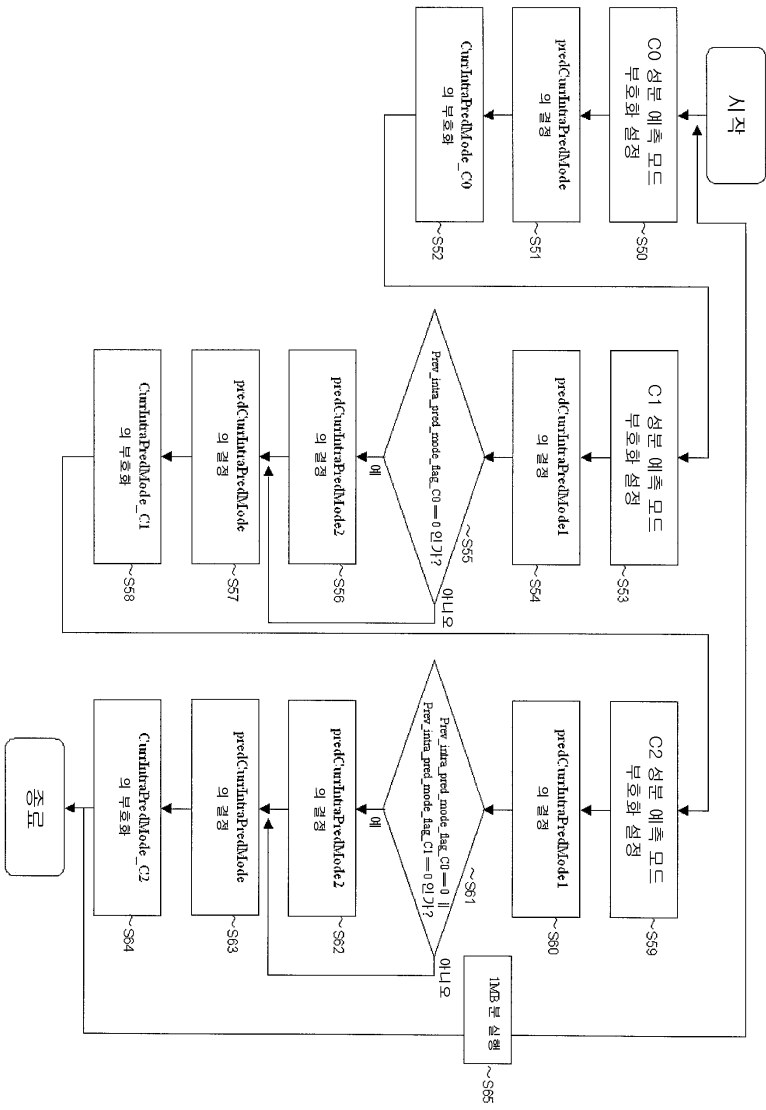 시작
C0 성분 예측 모드
부호화 설정
~S50
predCurrIntraPredMode
의 결정
~S51
CurrIntraPredMode_C0
의 부호화
~S52
C1 성분 예측 모드
부호화 설정
~S53
predCurrIntraPredMode1
의 결정
~S54
Prev_intra_pred_mode_flag_C0 == 0 인가?
~S55
예
아니오
predCurrIntraPredMode2
의 결정
~S56
predCurrIntraPredMode
의 결정
~S57
CurrIntraPredMode_C1
의 부호화
~S58
C2 성분 예측 모드
부호화 설정
~S59
predCurrIntraPredMode1
의 결정
~S60
Prev_intra_pred_mode_flag_C0 == 0 ||
Prev_intra_pred_mode_flag_C1 == 0 인가?
~S61
예
아니오
predCurrIntraPredMode2
의 결정
~S62
predCurrIntraPredMode
의 결정
~S63
CurrIntraPredMode_C2
의 부호화
~S64
1MB분 실행
~S65
종료